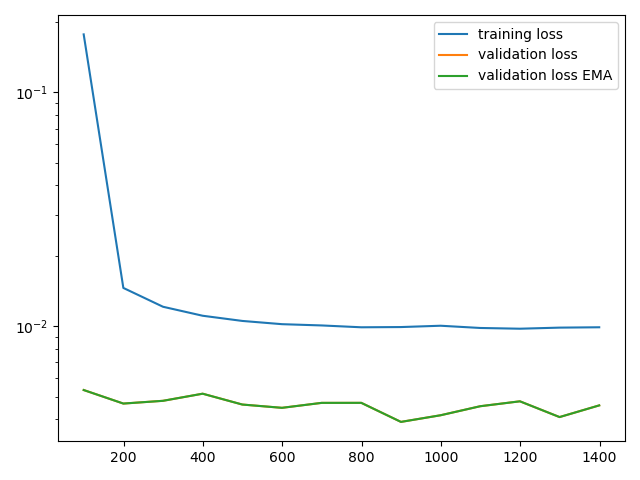 training loss
validation loss
validation loss EMA
10⁻¹
10⁻²
200 400 600 800 1000 1200 1400